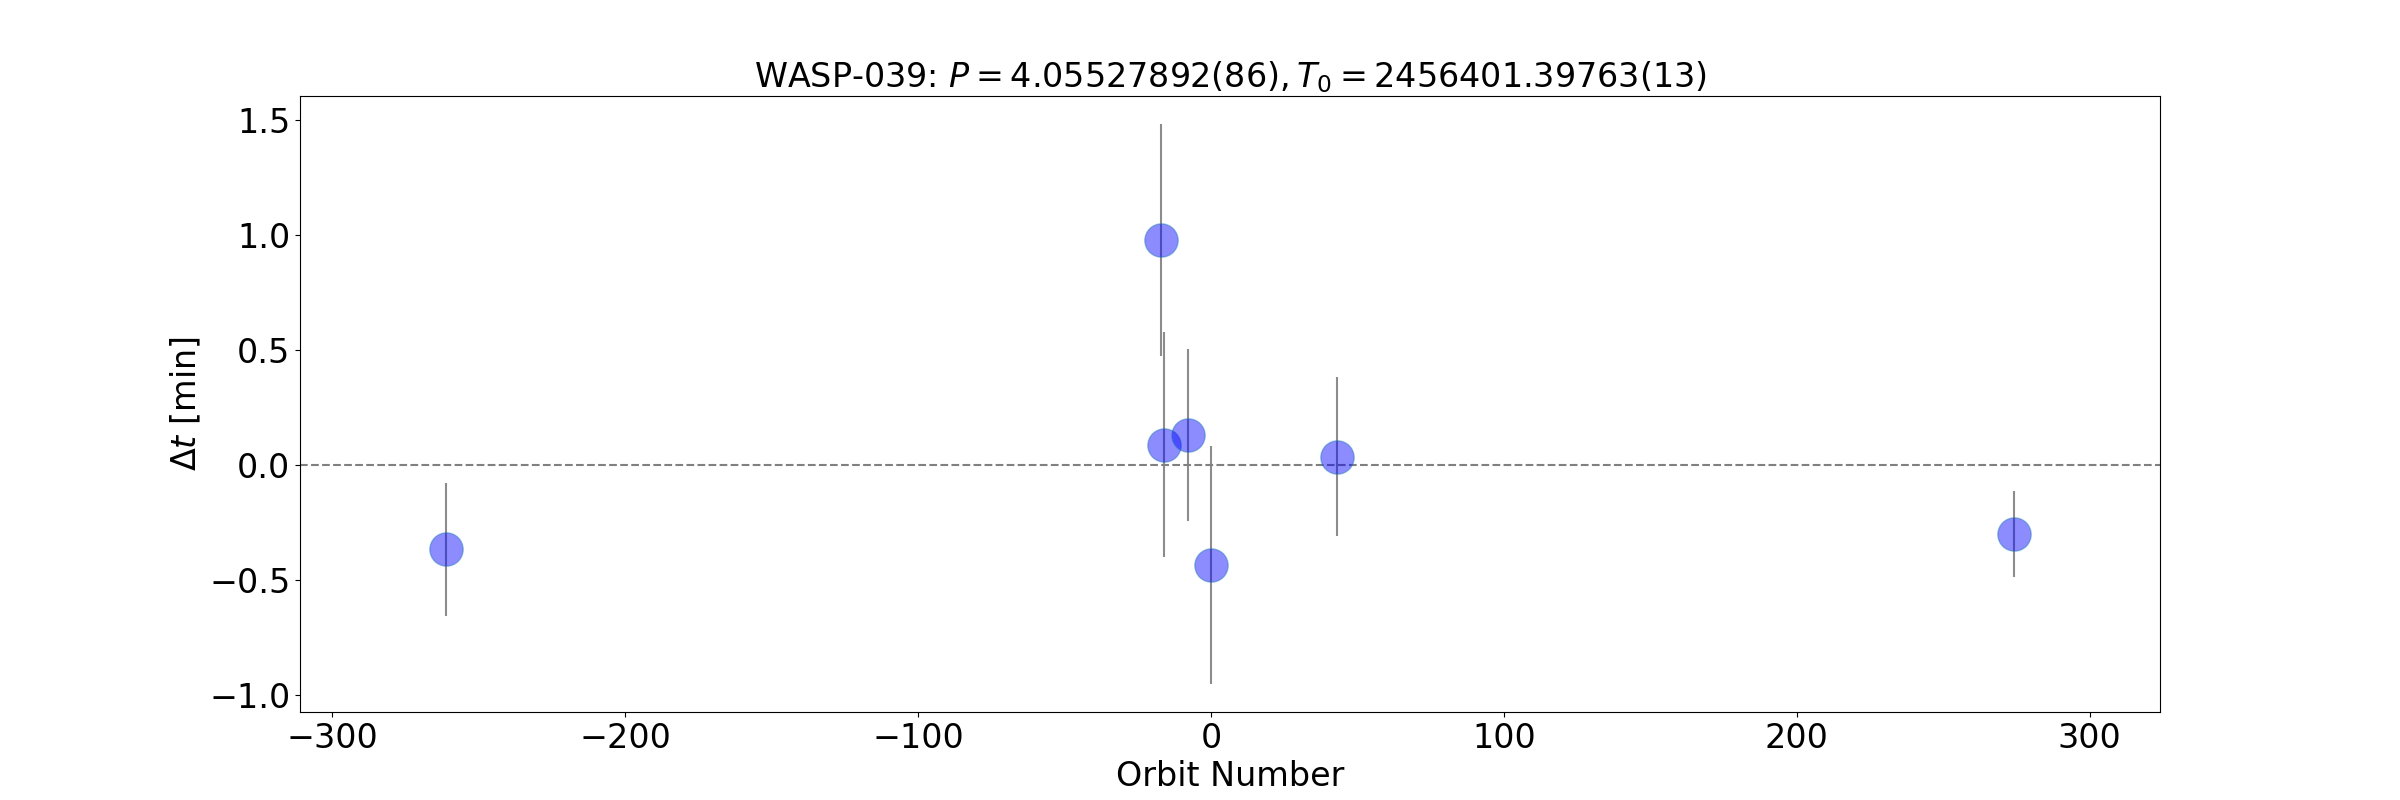 WASP-039: P = 4.05527892(86), T₀ = 2456401.39763(13)
1.5
1.0
0.5
0.0
−0.5
−1.0
Δt [min]
−300 −200 −100 0 100 200 300
Orbit Number